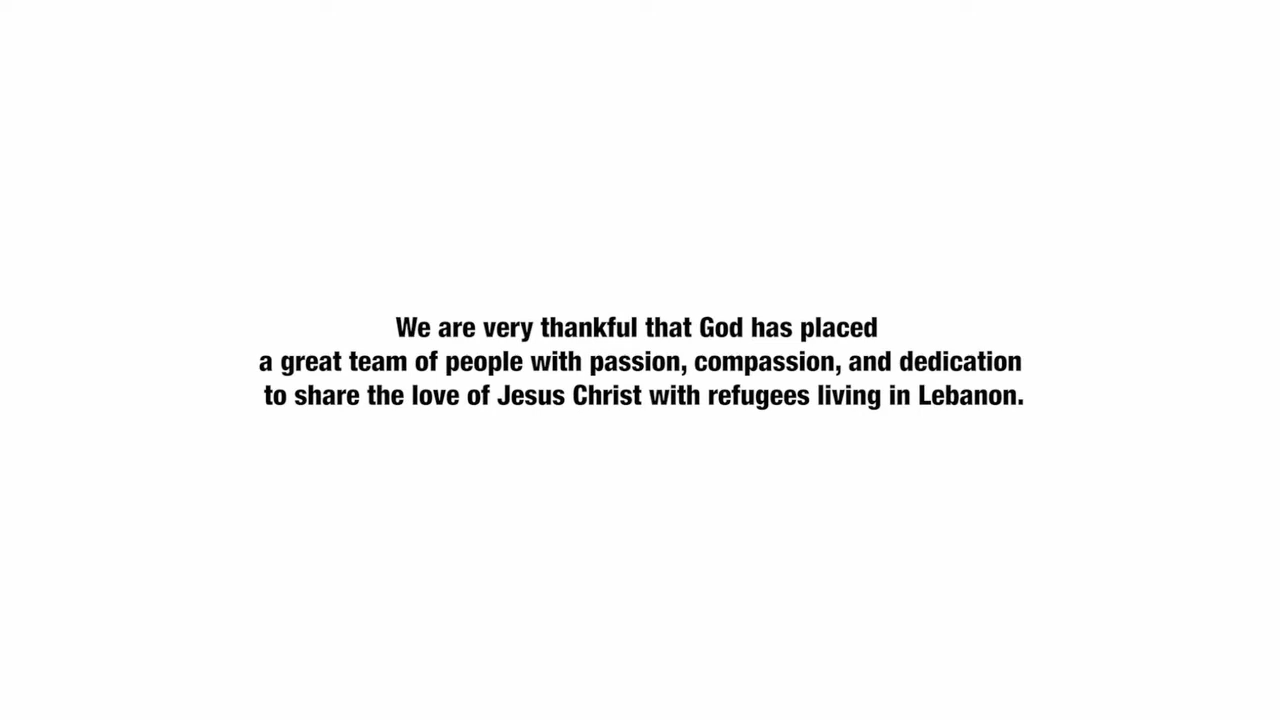 We are very thankful that God has placed
a great team of people with passion, compassion, and dedication
to share the love of Jesus Christ with refugees living in Lebanon.